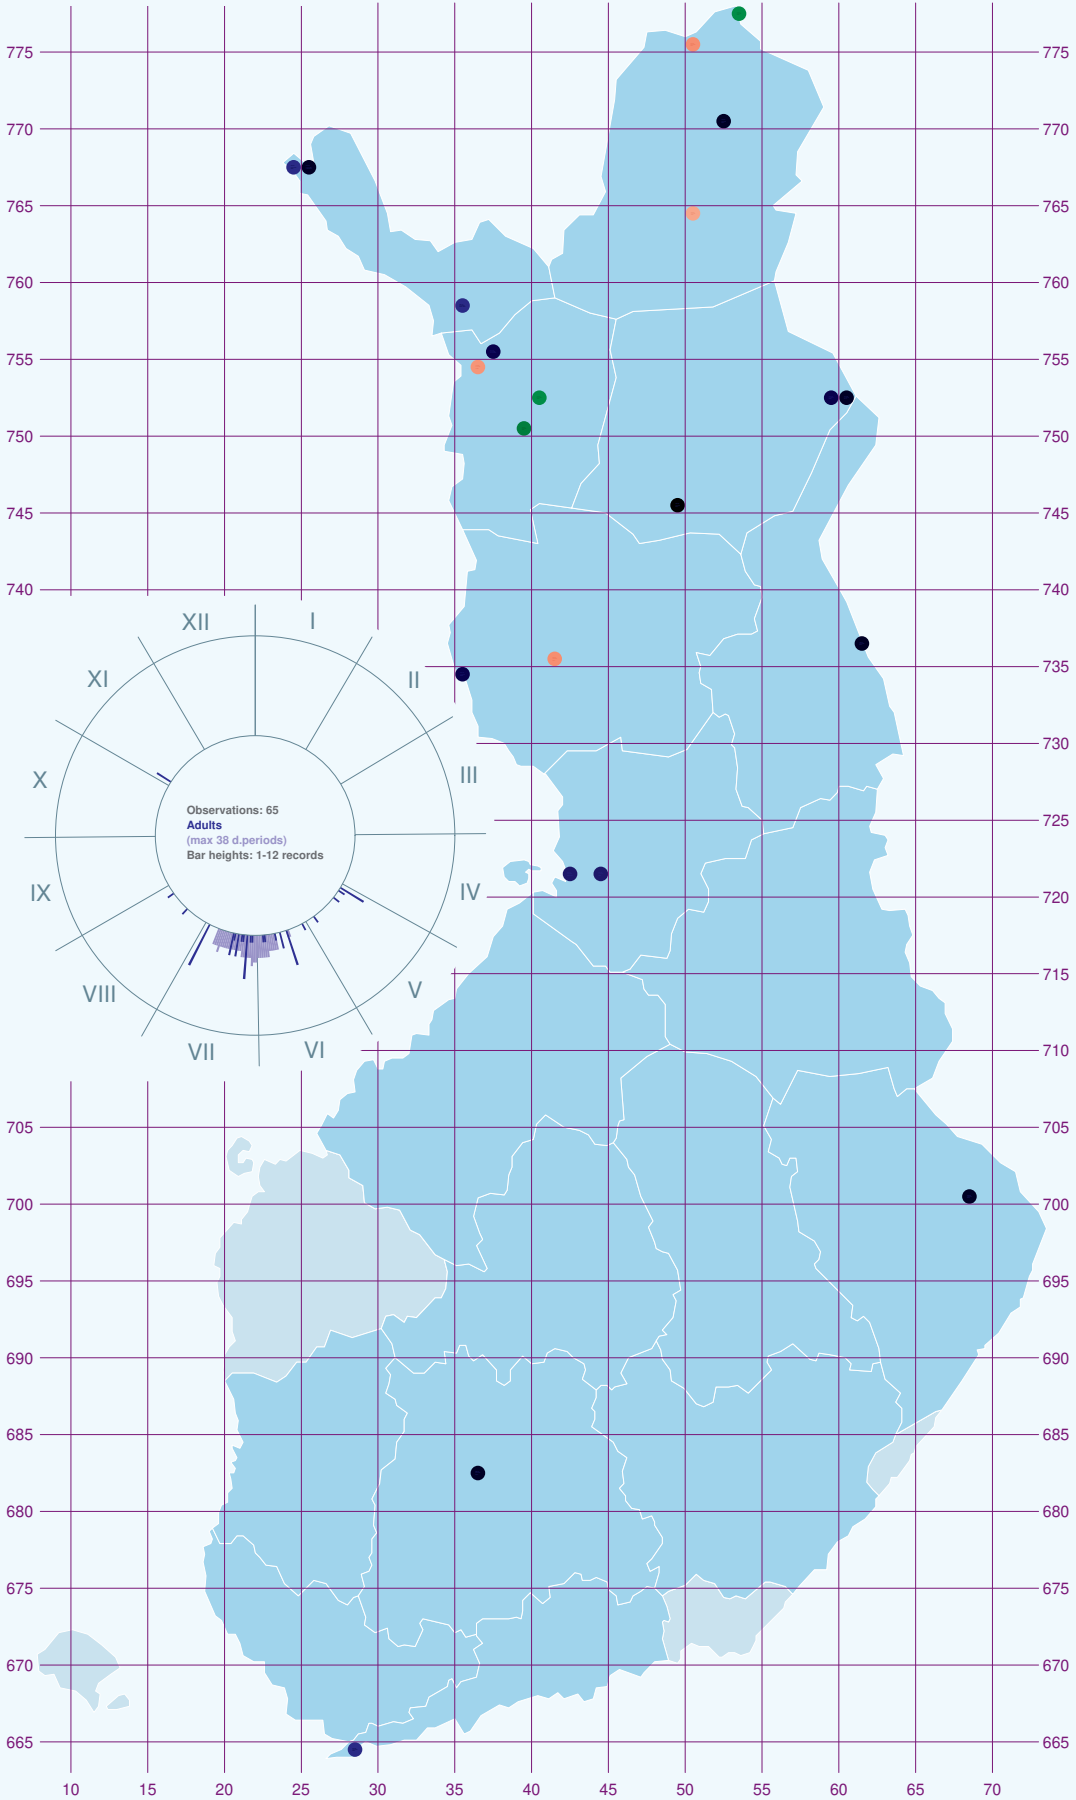 775 775
770 770
765 765
760 760
755 755
750 750
745 745
740 740
XII I
XI II
735
730
X III
Observations: 65
Adults
(max 38 d.periods)
Bar heights: 1-12 records
725
IX IV
720
VIII V
715
VII VI
710
705 705
700 700
695 695
690 690
685 685
680 680
675 675
670 670
665 665
10 15 20 25 30 35 40 45 50 55 60 65 70